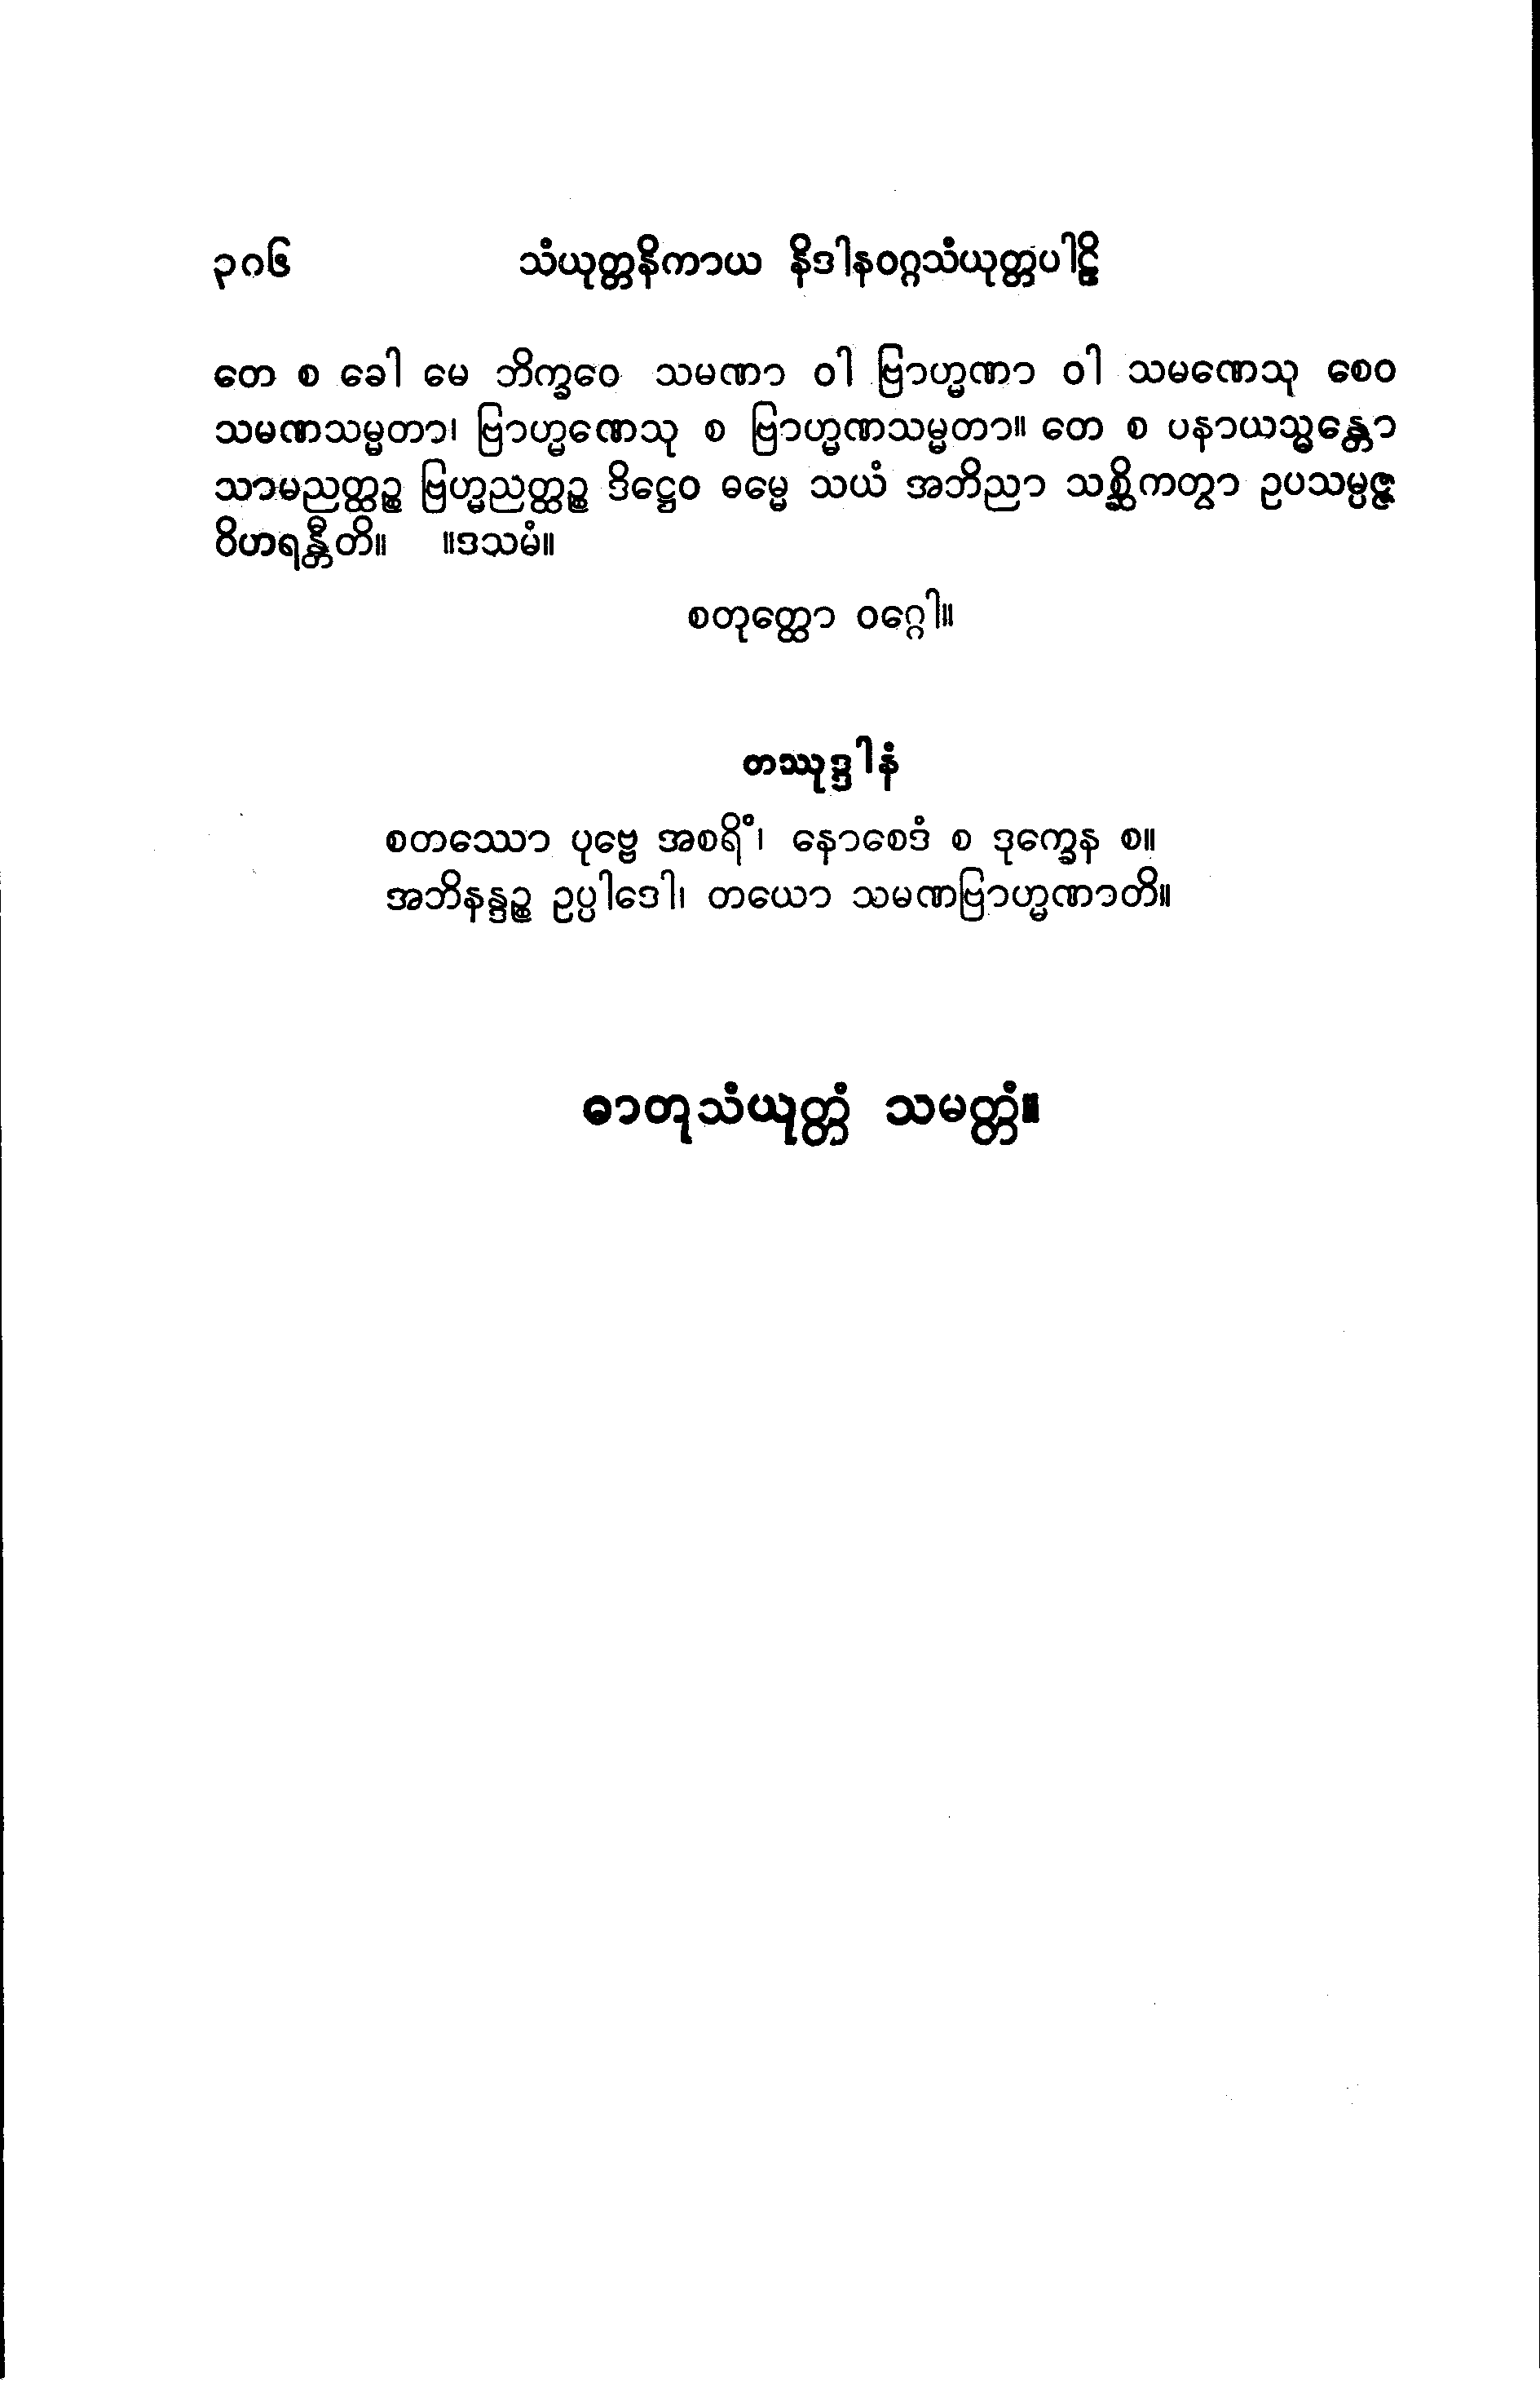 ၃၈၆ သံယုတ္တနိကာယ နိဒါနဝဂ္ဂသံယုတ္တပါဠိ
တေ စ ခေါ မေ ဘိက္ခဝေ သမဏာ ဝါ ဗြာဟ္မဏာ ဝါ သမဏေသု စေဝ
သမဏသမ္မတာ၊ ဗြာဟ္မဏေသု စ ဗြာဟ္မဏသမ္မတာ။ တေ စ ပနာယသ္မန္တော
သာမညတ္ထဉ္စ ဗြဟ္မညတ္ထဉ္စ ဒိဋ္ဌေဝ ဓမ္မေ သယံ အဘိညာ သစ္ဆိကတွာ ဥပသမ္ပဇ္ဇ
ဝိဟရန္တီတိ။ ။ဒသမံ။
စတုတ္ထော ဝဂ္ဂေါ။
တဿုဒ္ဒါနံ
စတဿော ပုဗ္ဗေ အစရိံ၊ နောစေဒံ စ ဒုက္ခေန စ။
အဘိနန္ဒဉ္စ ဥပ္ပါဒေါ၊ တယော သမဏဗြာဟ္မဏာတိ။
ဓာတုသံယုတ္တံ သမတ္တံ။